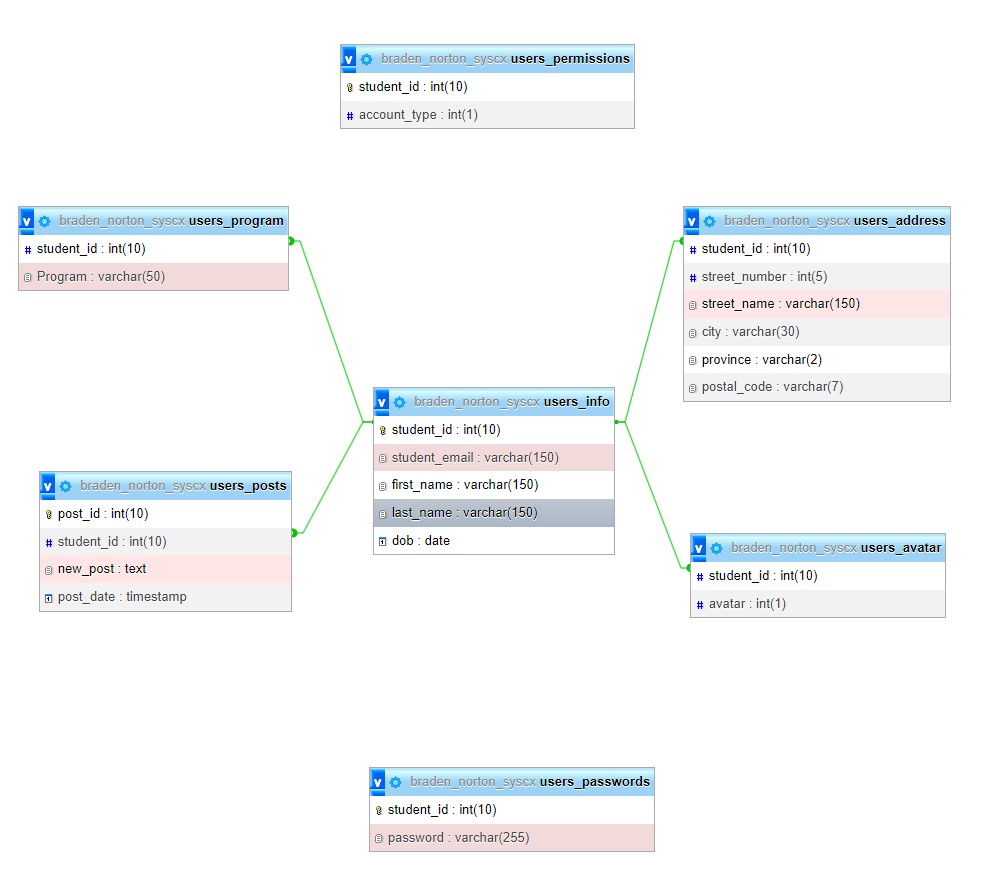 v braden_norton_syscx users_permissions
student_id : int(10)
# account_type : int(1)
v braden_norton_syscx users_program
# student_id : int(10)
Program : varchar(50)
v braden_norton_syscx users_address
# student_id : int(10)
# street_number : int(5)
street_name : varchar(150)
city : varchar(30)
province : varchar(2)
postal_code : varchar(7)
v braden_norton_syscx users_info
student_id : int(10)
student_email : varchar(150)
first_name : varchar(150)
last_name : varchar(150)
dob : date
v braden_norton_syscx users_posts
post_id : int(10)
# student_id : int(10)
new_post : text
post_date : timestamp
v braden_norton_syscx users_avatar
# student_id : int(10)
# avatar : int(1)
v braden_norton_syscx users_passwords
student_id : int(10)
password : varchar(255)